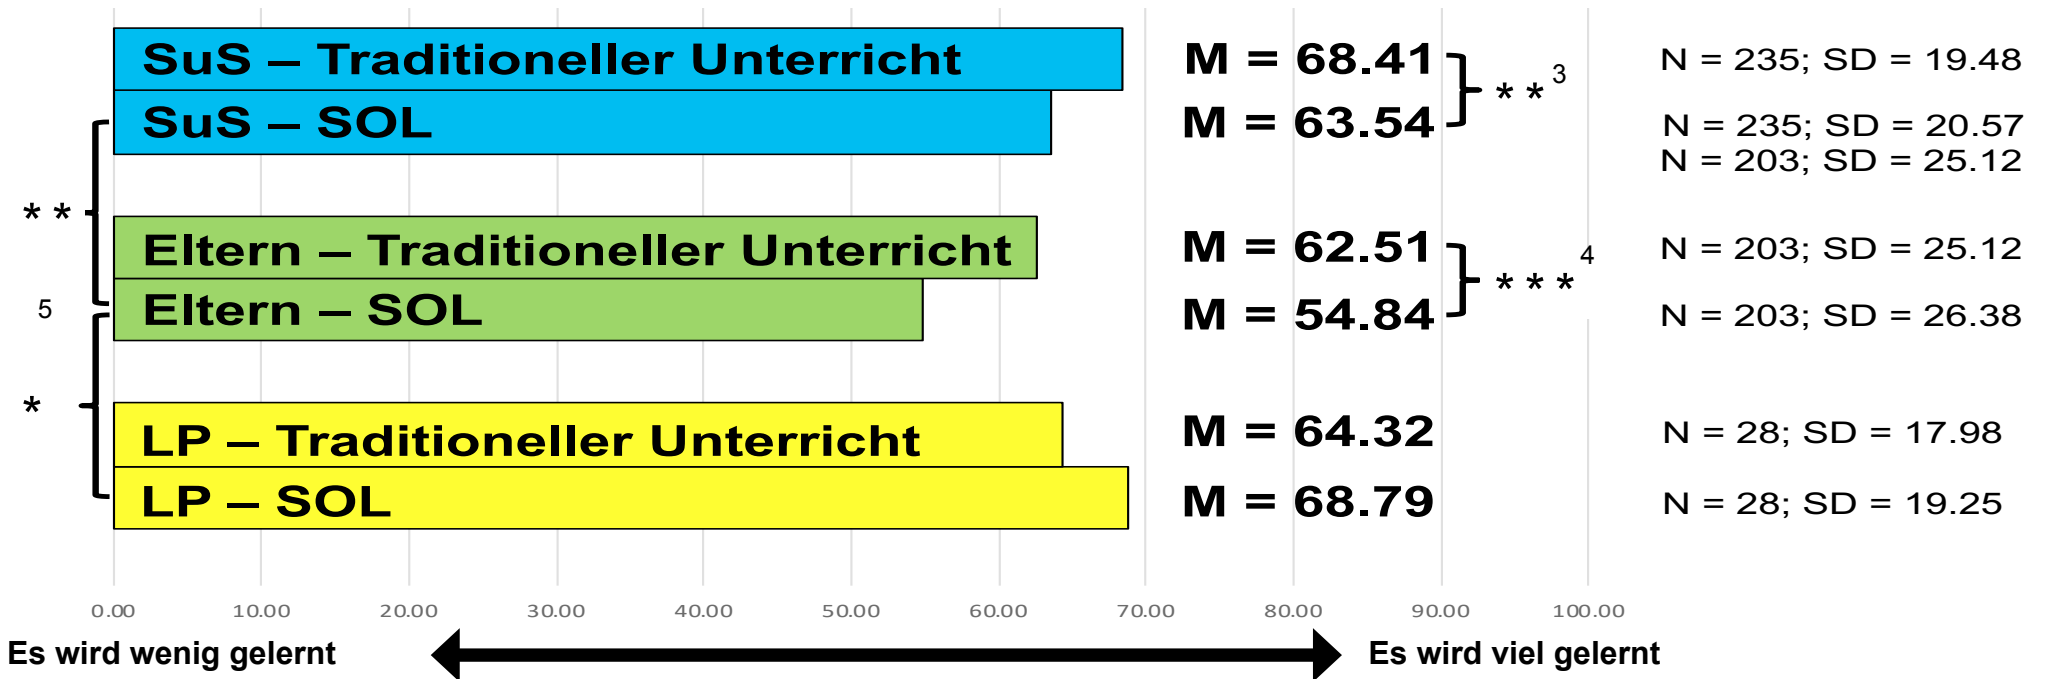 SuS – Traditioneller Unterricht M = 68.41 * * 3 N = 235; SD = 19.48
SuS – SOL M = 63.54 N = 235; SD = 20.57
N = 203; SD = 25.12
* *
Eltern – Traditioneller Unterricht M = 62.51 * * * 4 N = 203; SD = 25.12
5 Eltern – SOL M = 54.84 N = 203; SD = 26.38
*
LP – Traditioneller Unterricht M = 64.32 N = 28; SD = 17.98
LP – SOL M = 68.79 N = 28; SD = 19.25
0.00 10.00 20.00 30.00 40.00 50.00 60.00 70.00 80.00 90.00 100.00
Es wird wenig gelernt Es wird viel gelernt